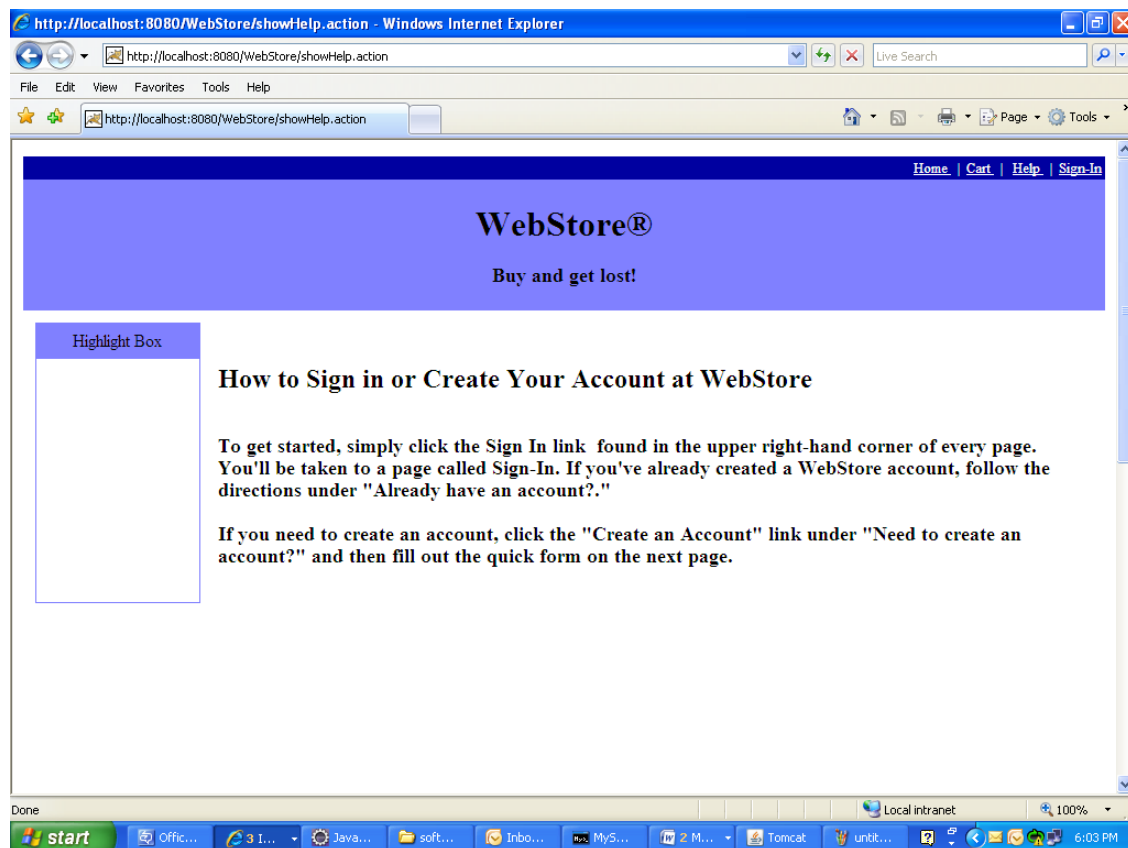 http://localhost:8080/WebStore/showHelp.action - Windows Internet Explorer
http://localhost:8080/WebStore/showHelp.action
Live Search
File Edit View Favorites Tools Help
http://localhost:8080/WebStore/showHelp.action
Page
Tools
Home | Cart | Help | Sign-In
WebStore®
Buy and get lost!
Highlight Box
How to Sign in or Create Your Account at WebStore
To get started, simply click the Sign In link found in the upper right-hand corner of every page.
You'll be taken to a page called Sign-In. If you've already created a WebStore account, follow the
directions under "Already have an account?."
If you need to create an account, click the "Create an Account" link under "Need to create an
account?" and then fill out the quick form on the next page.
Done
Local intranet
100%
start
Offic...
3 I...
Java...
soft...
Inbo...
MyS...
2 M...
Tomcat
untit...
6:03 PM